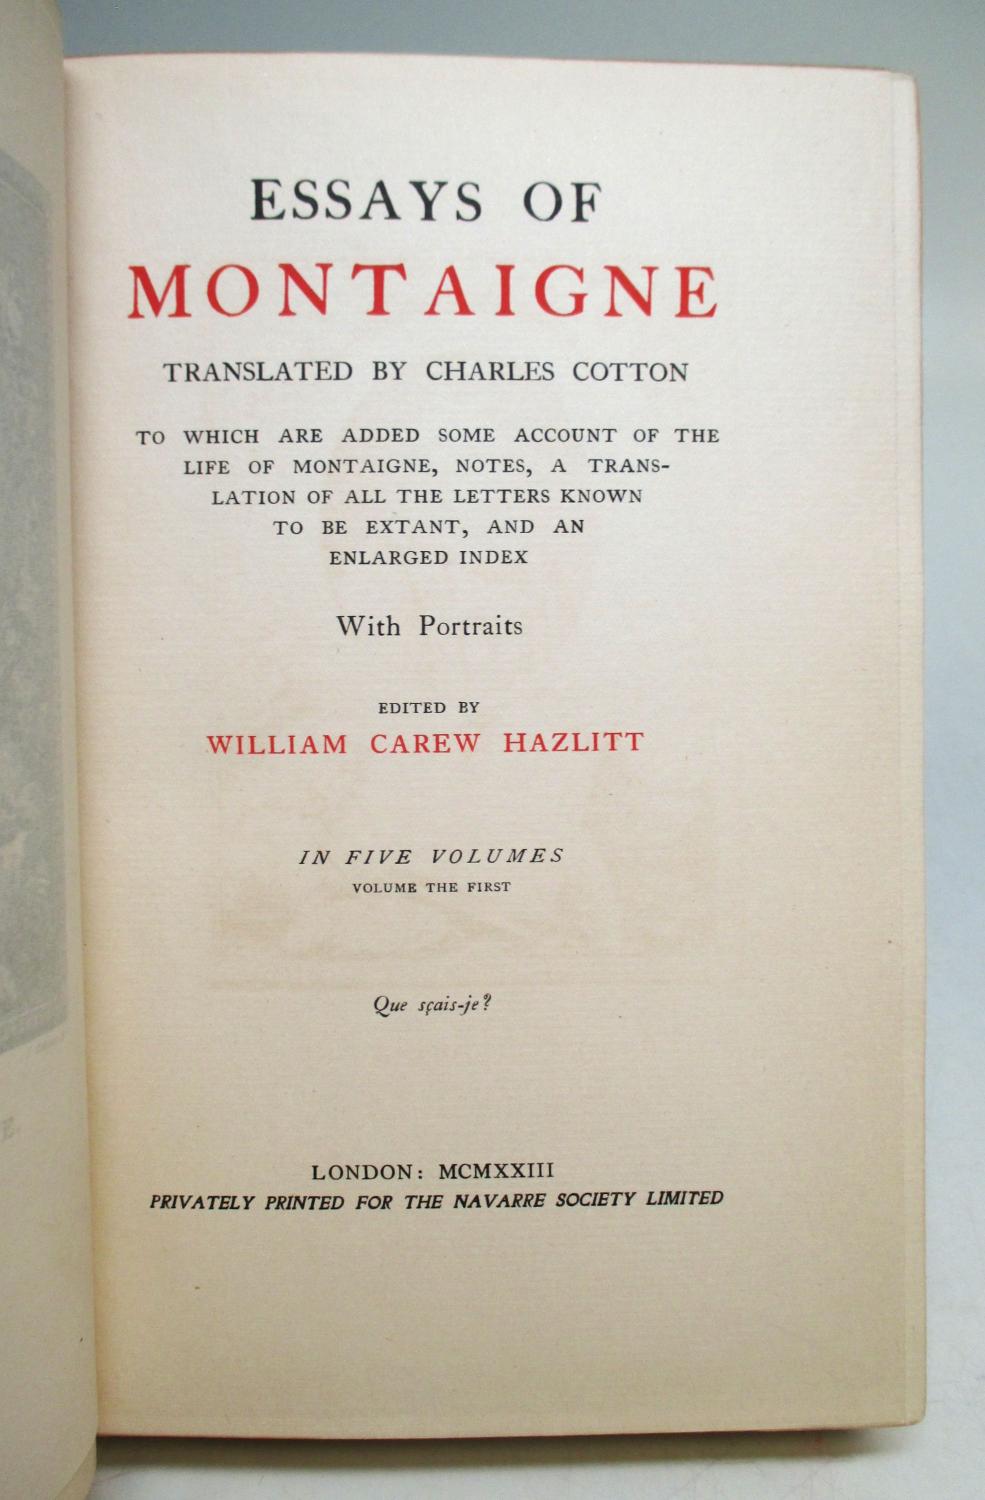 ESSAYS OF
MONTAIGNE
TRANSLATED BY CHARLES COTTON
TO WHICH ARE ADDED SOME ACCOUNT OF THE
LIFE OF MONTAIGNE, NOTES, A TRANS-
LATION OF ALL THE LETTERS KNOWN
TO BE EXTANT, AND AN
ENLARGED INDEX
With Portraits
EDITED BY
WILLIAM CAREW HAZLITT
IN FIVE VOLUMES
VOLUME THE FIRST
Que sçais-je?
LONDON: MCMXXIII
PRIVATELY PRINTED FOR THE NAVARRE SOCIETY LIMITED